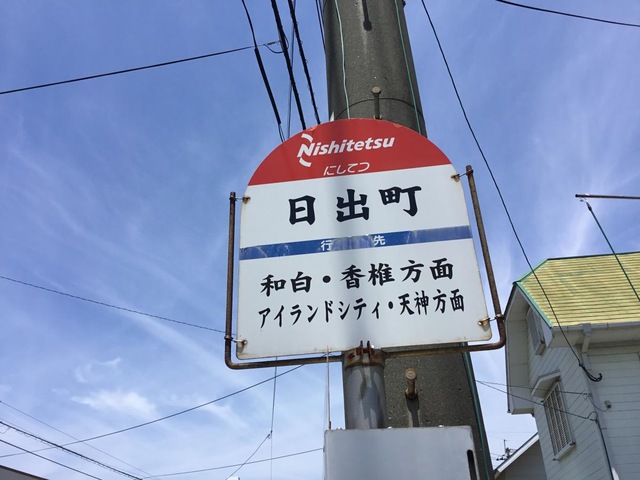 Nishitetsu
にしてつ
日出町
行先
和白・香椎方面
アイランドシティ・天神方面